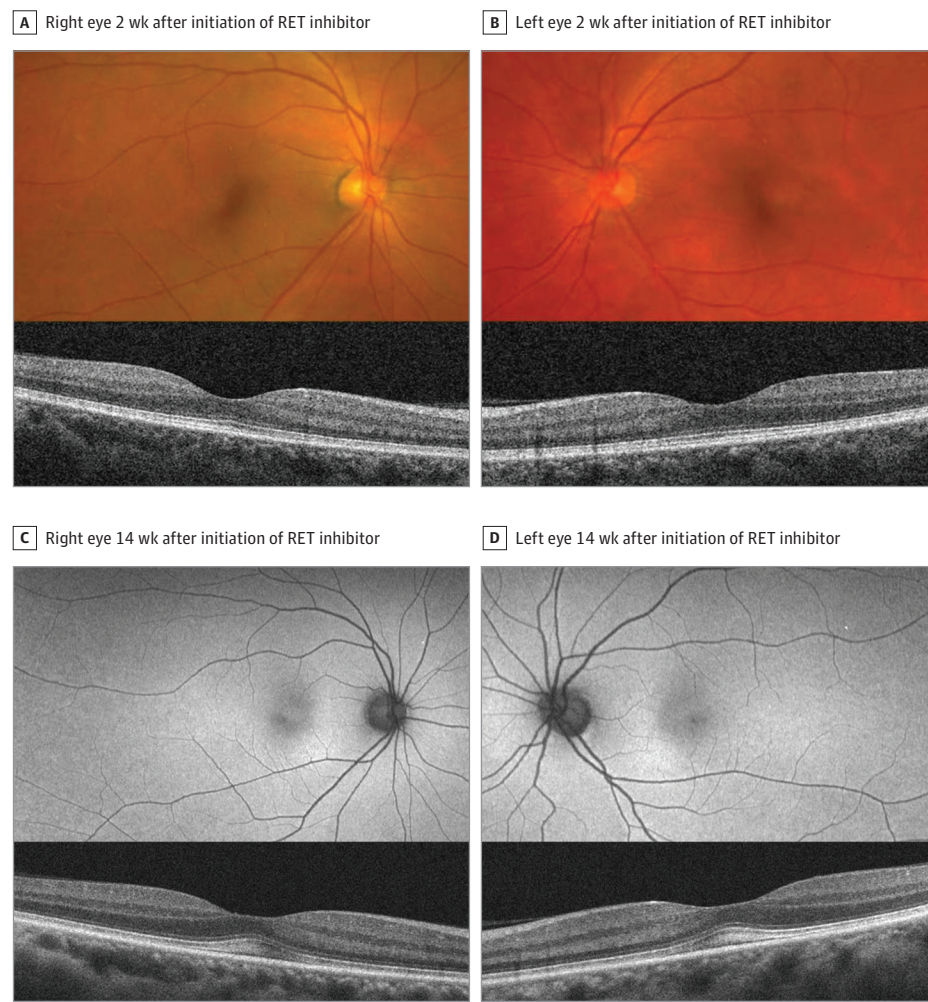 A Right eye 2 wk after initiation of RET inhibitor
B Left eye 2 wk after initiation of RET inhibitor
C Right eye 14 wk after initiation of RET inhibitor
D Left eye 14 wk after initiation of RET inhibitor